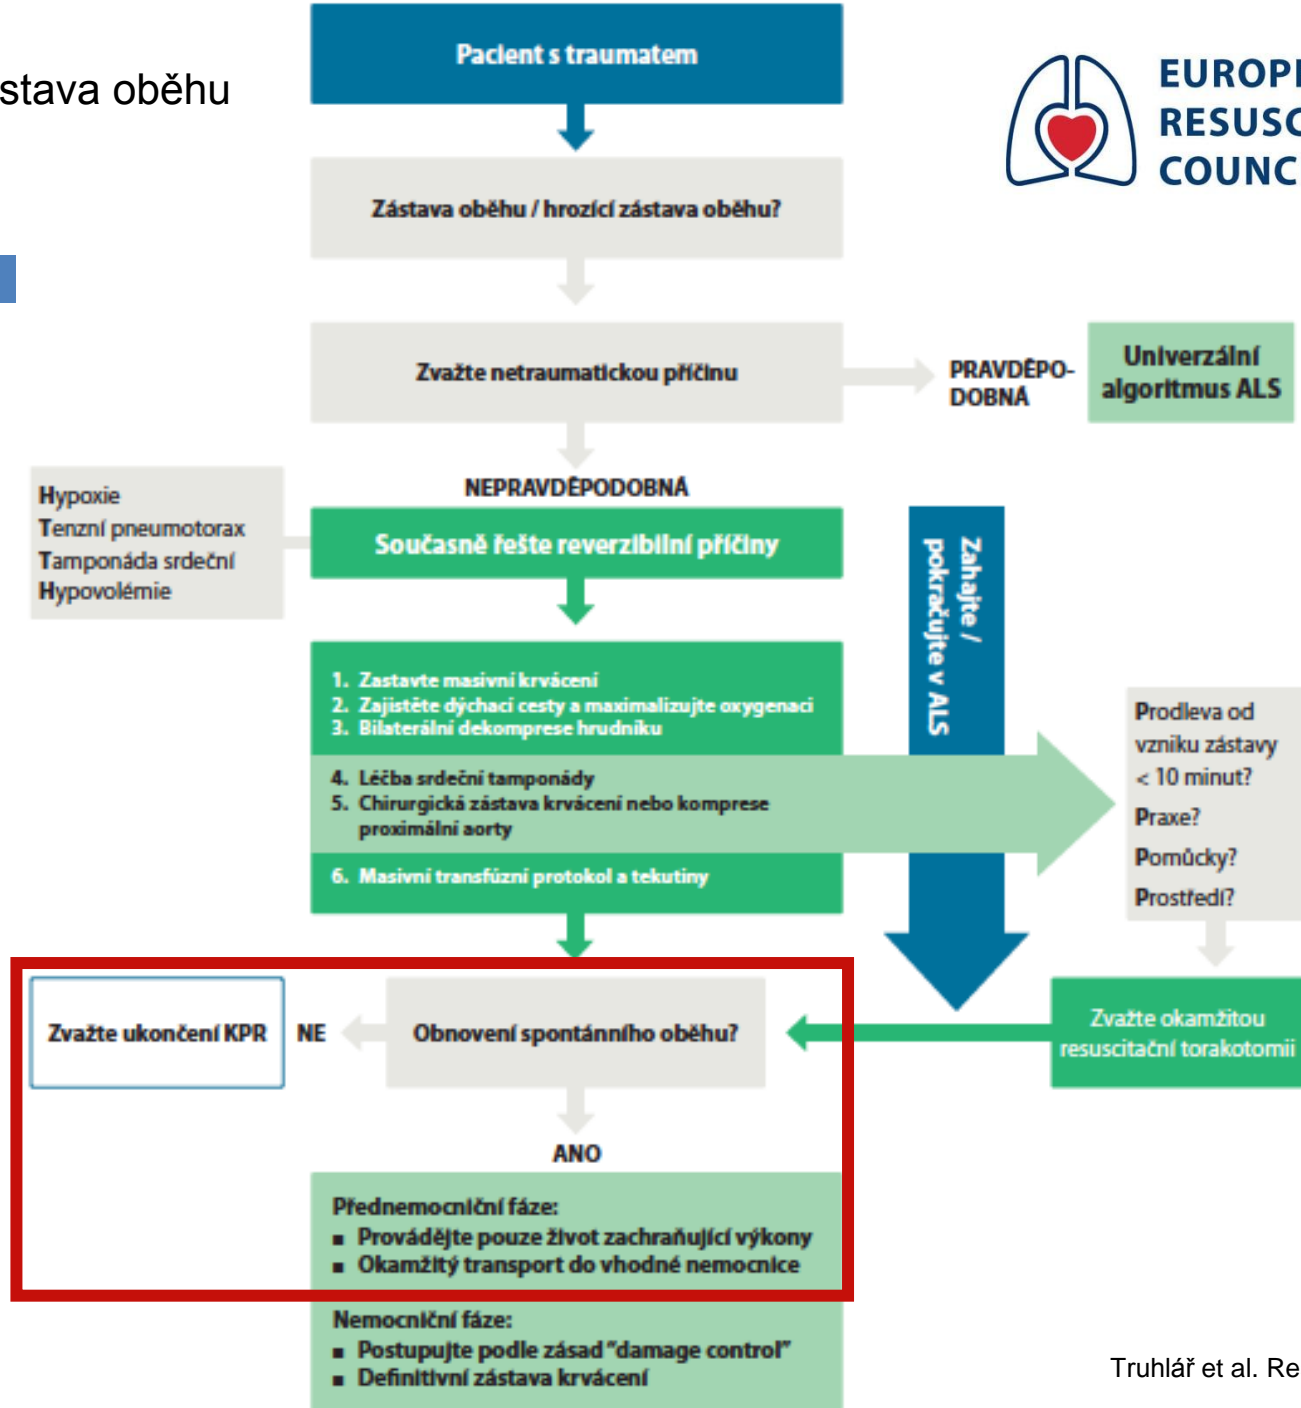 Pacient s traumatem
stava oběhu
EUROPE
RESUSC
COUNC
Zástava oběhu / hrozící zástava oběhu?
Zvažte netraumatickou příčinu
PRAVDĚPO-
DOBNÁ
Univerzální
algoritmus ALS
NEPRAVDĚPODOBNÁ
Hypoxie
Tenzní pneumotorax
Tamponáda srdeční
Hypovolémie
Současně řešte reverzibilní příčiny
Zahajte /
pokračujte v ALS
1. Zastavte masivní krvácení
2. Zajistěte dýchací cesty a maximalizujte oxygenaci
3. Bilaterální dekomprese hrudníku
4. Léčba srdeční tamponády
5. Chirurgická zástava krvácení nebo komprese
proximální aorty
6. Masivní transfúzní protokol a tekutiny
Prodleva od
vzniku zástavy
< 10 minut?
Praxe?
Pomůcky?
Prostředí?
Zvažte ukončení KPR
NE
Obnovení spontánního oběhu?
Zvažte okamžitou
resuscitační torakotomii
ANO
Přednemocniční fáze:
▪ Provádějte pouze život zachraňující výkony
▪ Okamžitý transport do vhodné nemocnice
Nemocniční fáze:
▪ Postupujte podle zásad "damage control"
▪ Definitivní zástava krvácení
Truhlář et al. Re